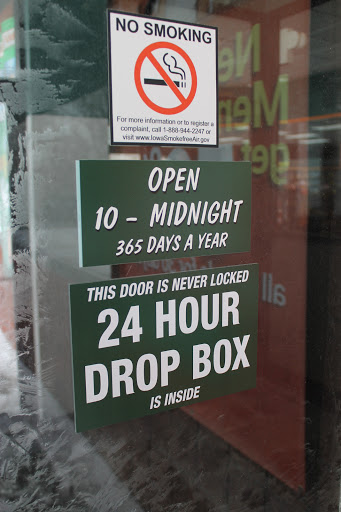 NO SMOKING
For more information or to register a
complaint, call 1-888-944-2247 or
visit www.IowaSmokefreeAir.gov
OPEN
10 - MIDNIGHT
365 DAYS A YEAR
THIS DOOR IS NEVER LOCKED
24 HOUR
DROP BOX
IS INSIDE